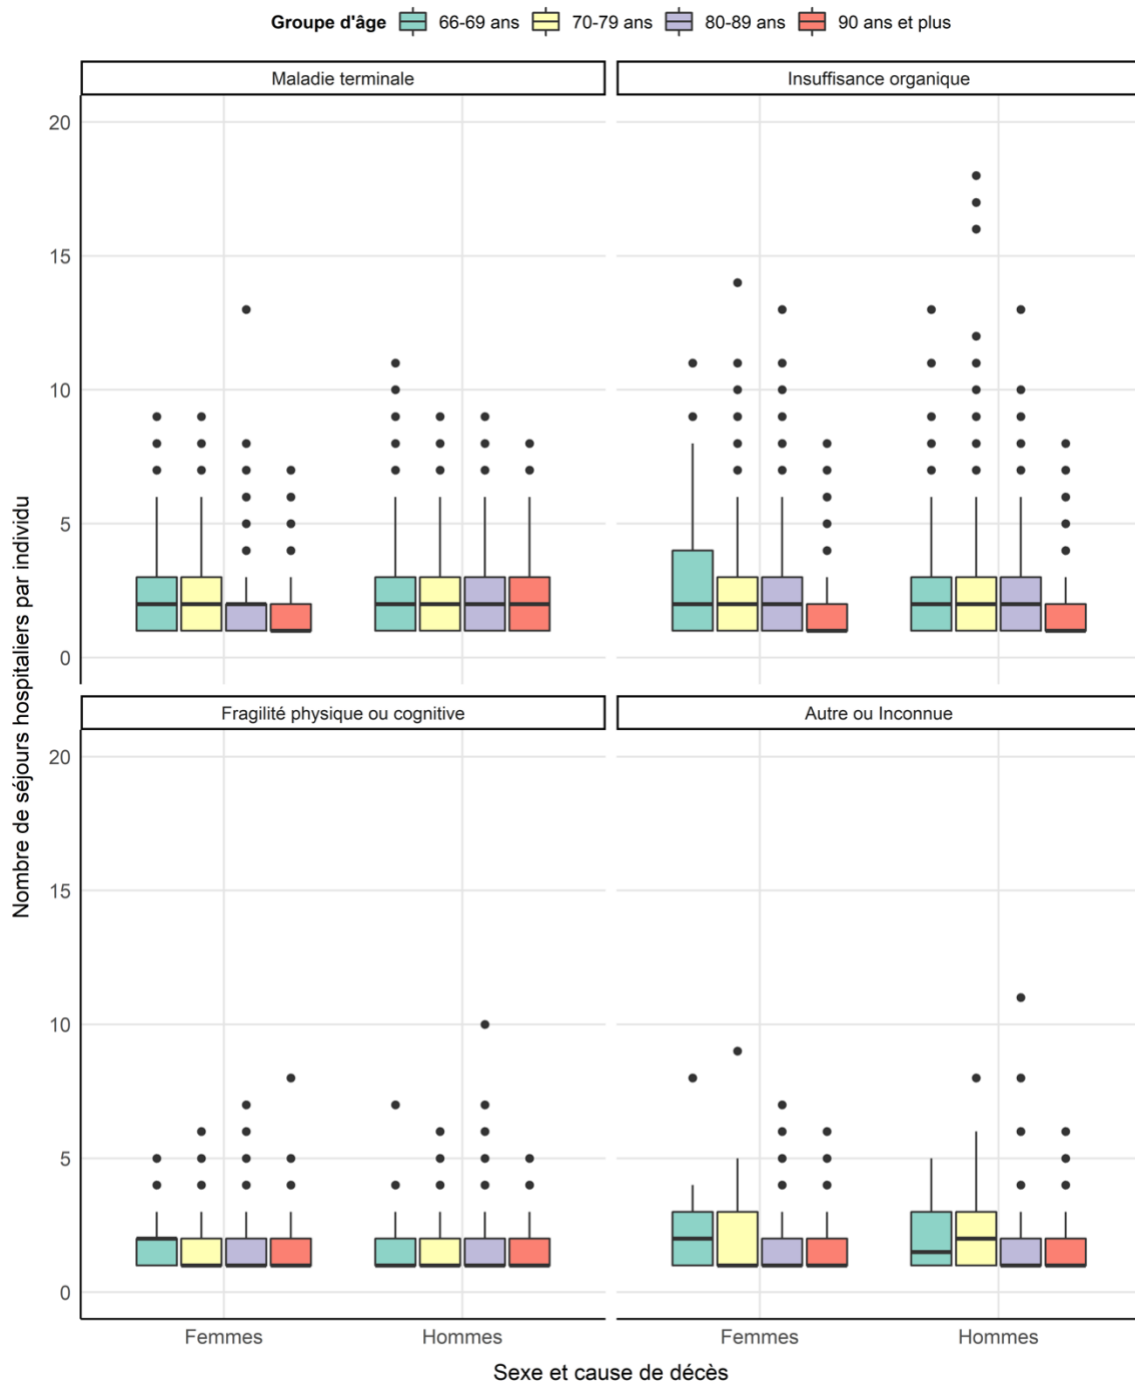 Groupe d'âge 66-69 ans 70-79 ans 80-89 ans 90 ans et plus
Maladie terminale
Insuffisance organique
20
15
10
5
0
Fragilité physique ou cognitive
Autre ou Inconnue
20
15
10
5
0
Nombre de séjours hospitaliers par individu
Femmes Hommes Femmes Hommes
Sexe et cause de décès